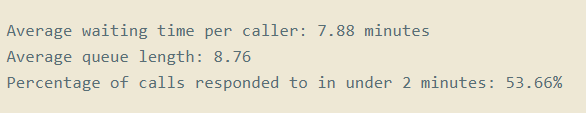 Average waiting time per caller: 7.88 minutes
Average queue length: 8.76
Percentage of calls responded to in under 2 minutes: 53.66%